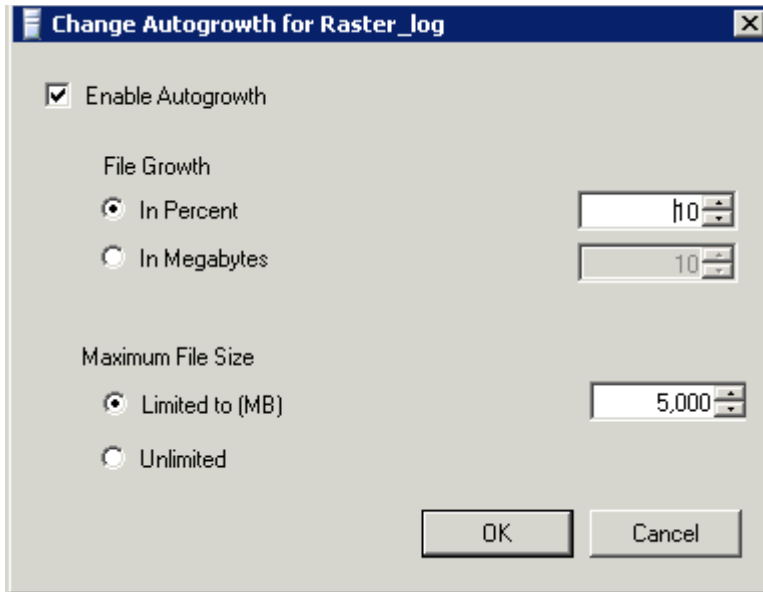 Change Autogrowth for Raster_log
Enable Autogrowth
File Growth
In Percent 10
In Megabytes 10
Maximum File Size
Limited to (MB) 5,000
Unlimited
OK Cancel